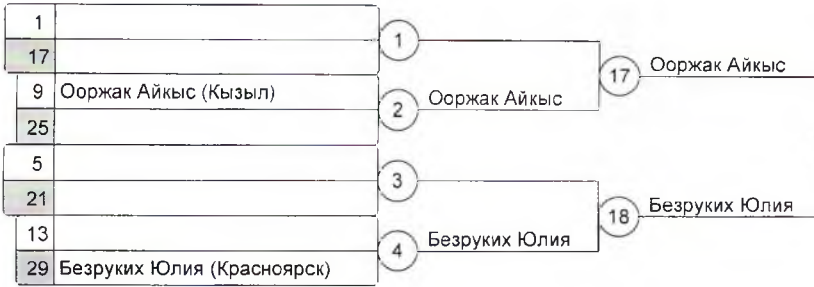 1
17
1
9 Ооржак Айкыс (Кызыл)
25
2 Ооржак Айкыс
17 Ооржак Айкыс
5
21
3
13
29 Безруких Юлия (Красноярск)
4 Безруких Юлия
18 Безруких Юлия